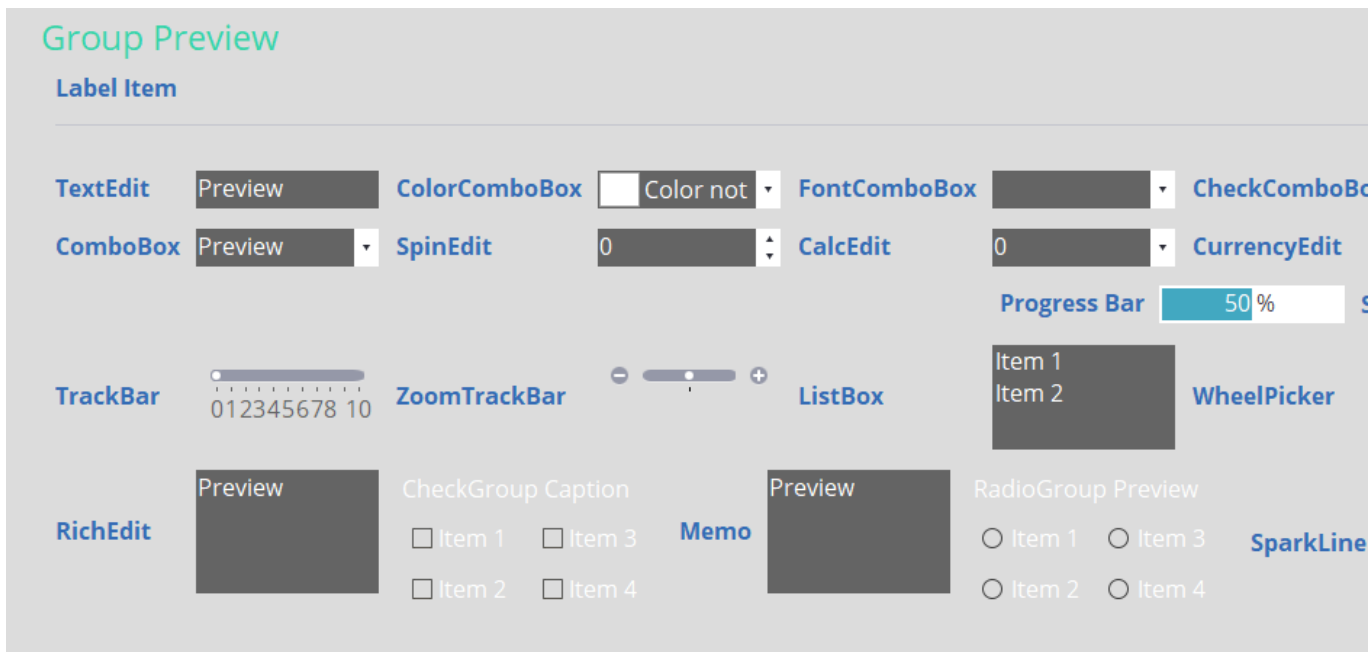 Group Preview
Label Item
TextEdit Preview ColorComboBox Color not FontComboBox CheckComboBo
ComboBox Preview SpinEdit 0 CalcEdit 0 CurrencyEdit
Progress Bar 50 % S
TrackBar 012345678 10 ZoomTrackBar ListBox Item 1
Item 2 WheelPicker
RichEdit Preview CheckGroup Caption Memo Preview RadioGroup Preview
Item 1 Item 3 Item 1 Item 3 SparkLine
Item 2 Item 4 Item 2 Item 4